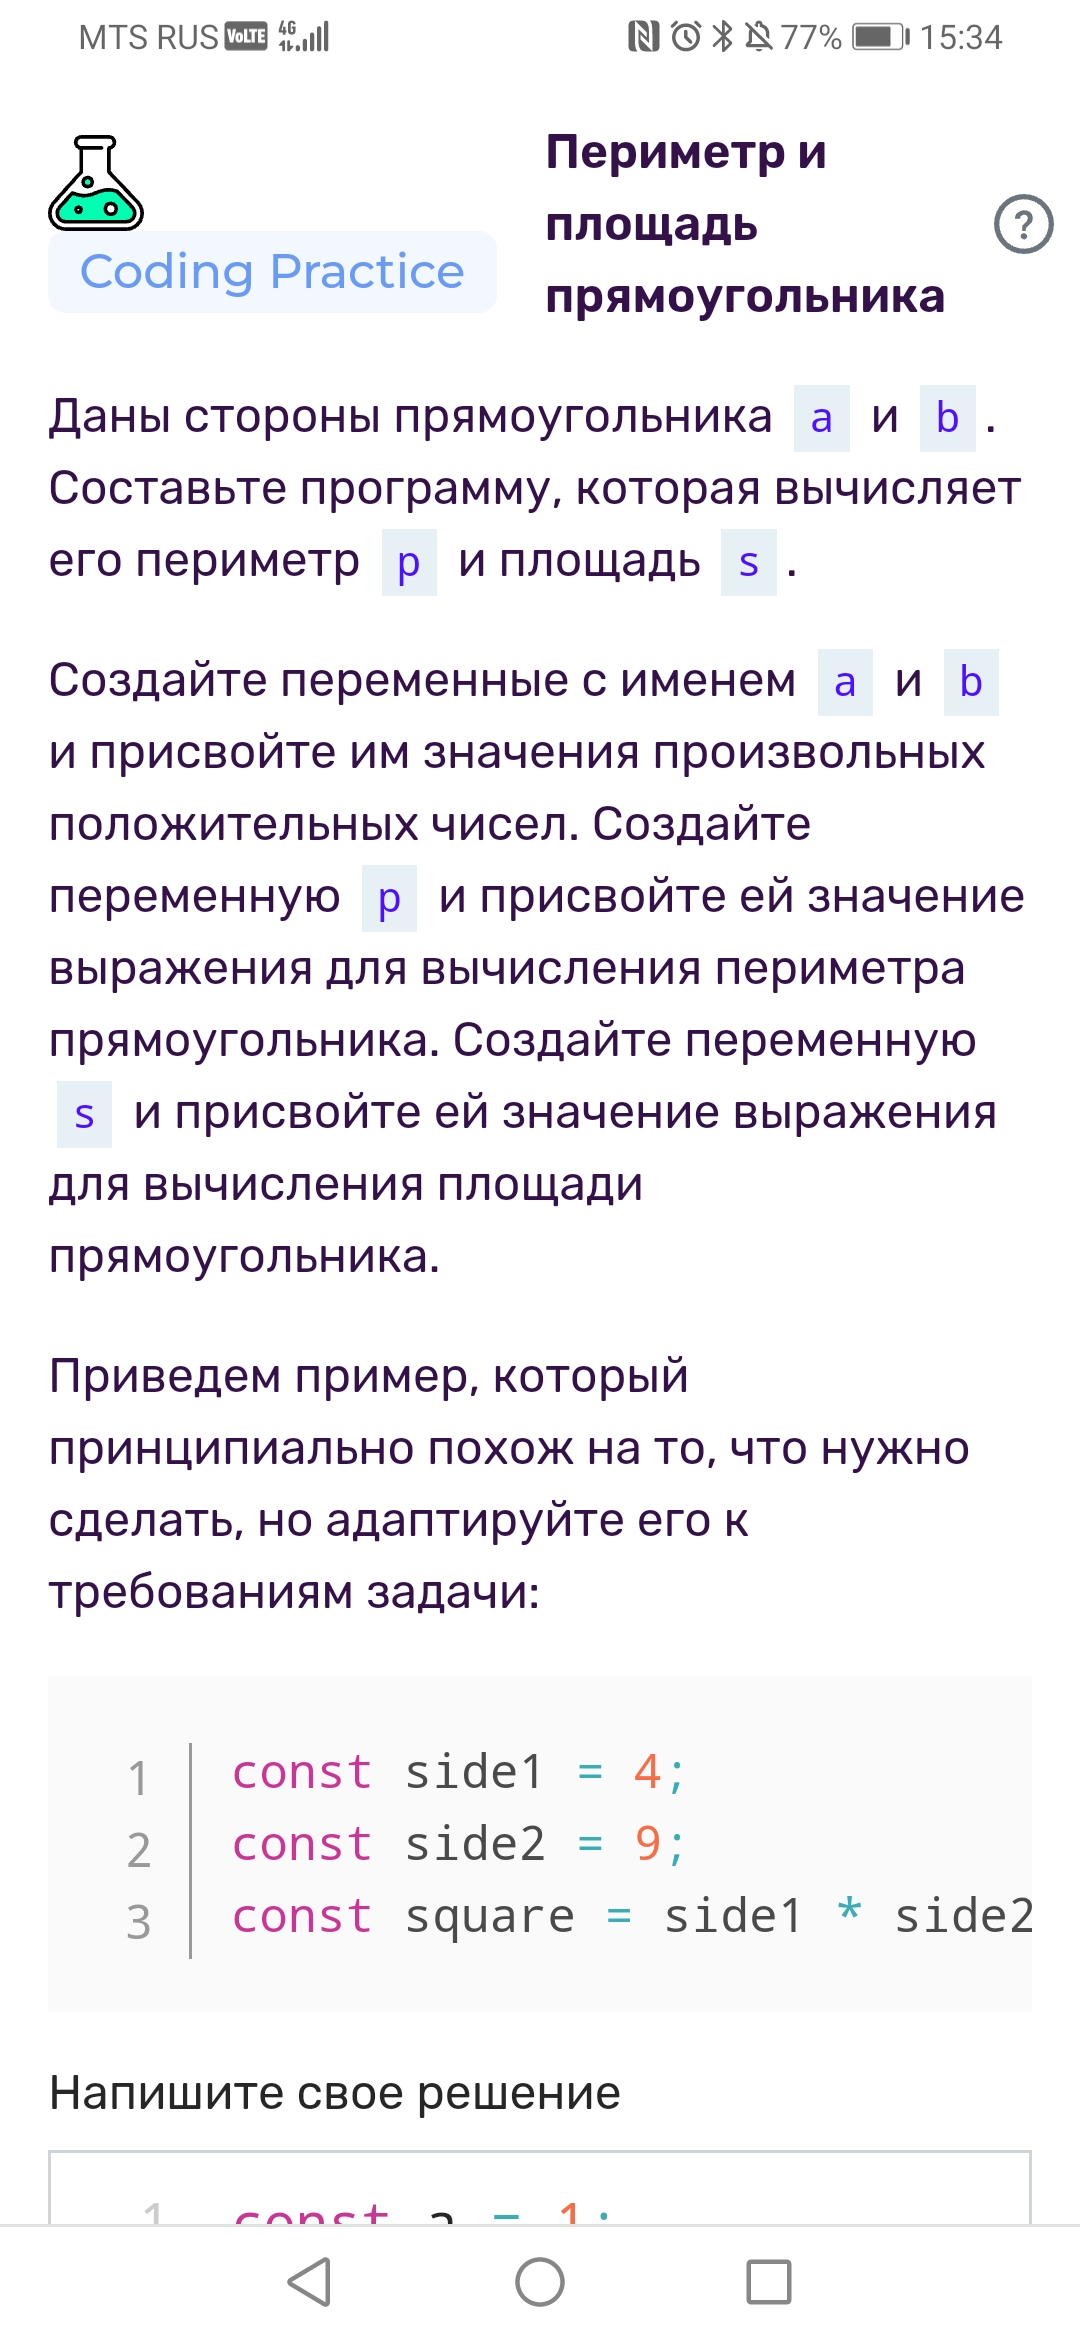 MTS RUS VoLTE 4G 77% 15:34
Периметр и
площадь
прямоугольника
?
Coding Practice
Даны стороны прямоугольника a и b .
Составьте программу, которая вычисляет
его периметр p и площадь s .
Создайте переменные с именем a и b
и присвойте им значения произвольных
положительных чисел. Создайте
переменную p и присвойте ей значение
выражения для вычисления периметра
прямоугольника. Создайте переменную
s и присвойте ей значение выражения
для вычисления площади
прямоугольника.
Приведем пример, который
принципиально похож на то, что нужно
сделать, но адаптируйте его к
требованиям задачи:
1 const side1 = 4;
2 const side2 = 9;
3 const square = side1 * side2
Напишите свое решение
1 const a = 1;